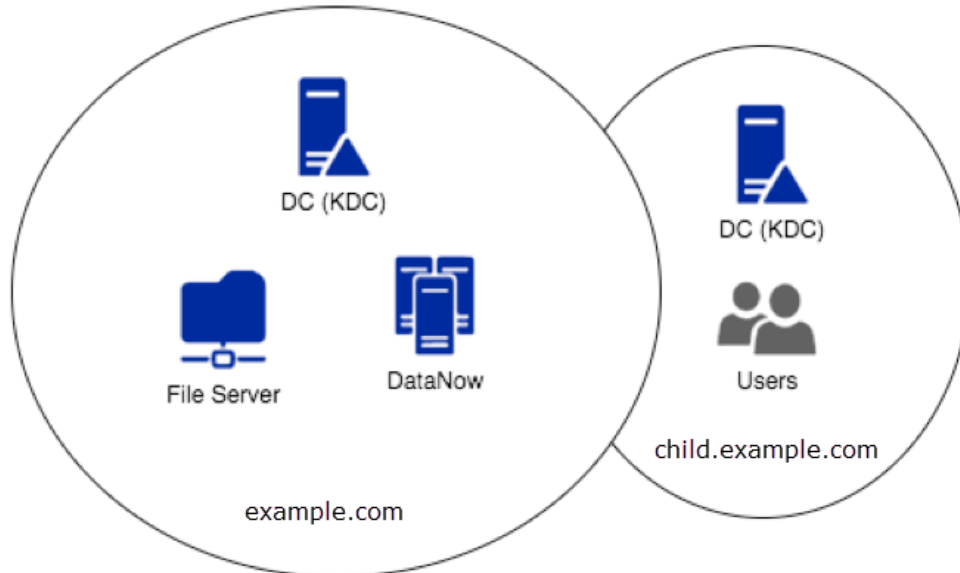 DC (KDC)
File Server
DataNow
example.com
DC (KDC)
Users
child.example.com